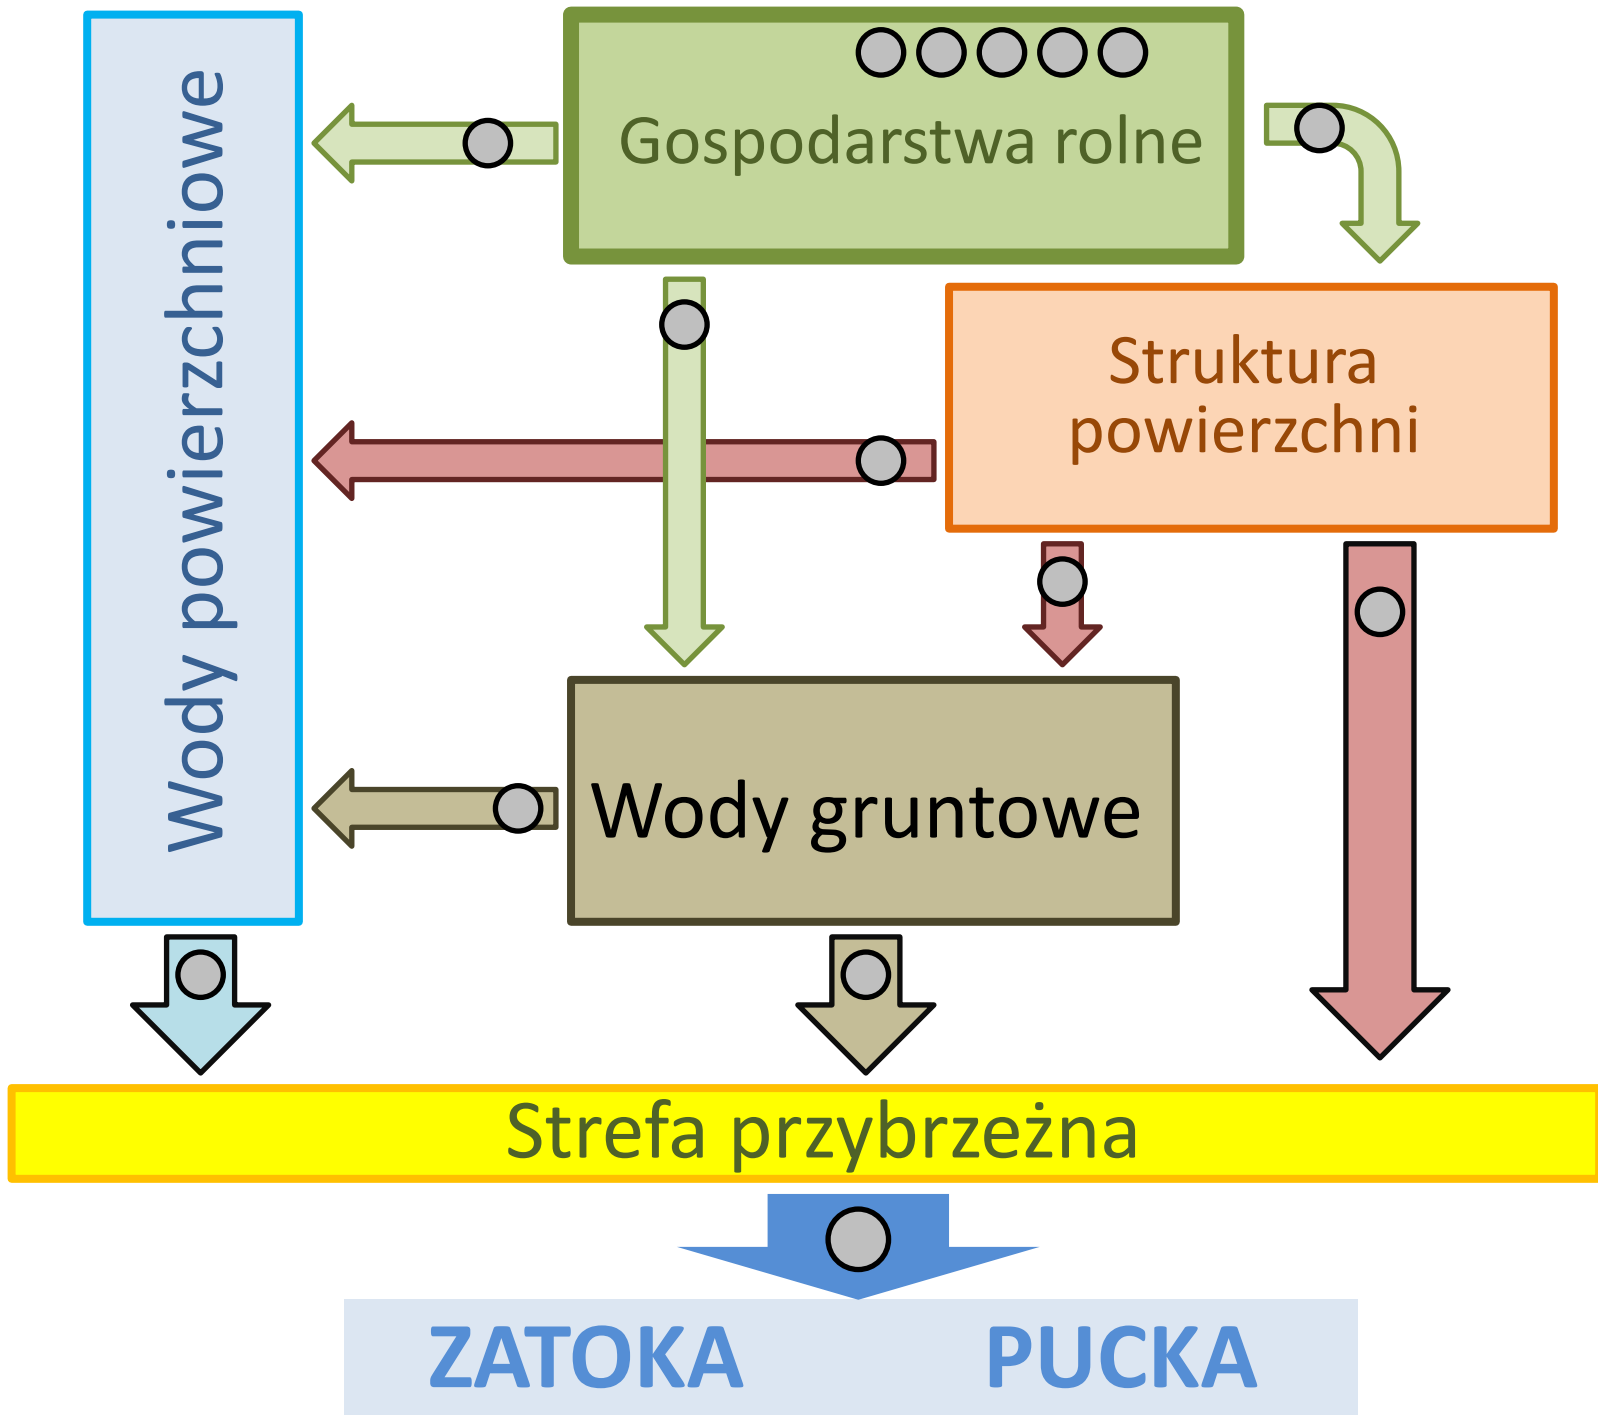 Wody powierzchniowe
Gospodarstwa rolne
Struktura
powierzchni
Wody gruntowe
Strefa przybrzeżna
ZATOKA PUCKA